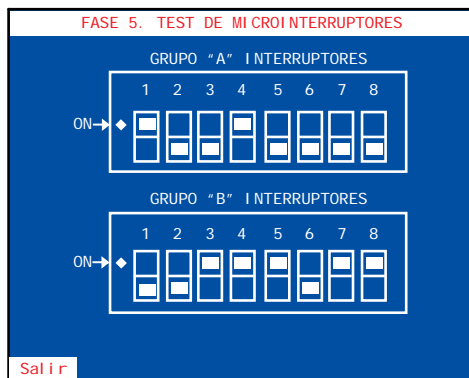 FASE 5. TEST DE MICROINTERRUPTORES
GRUPO “A” INTERRUPTORES
1 2 3 4 5 6 7 8
ON
GRUPO “B” INTERRUPTORES
1 2 3 4 5 6 7 8
ON
Salir